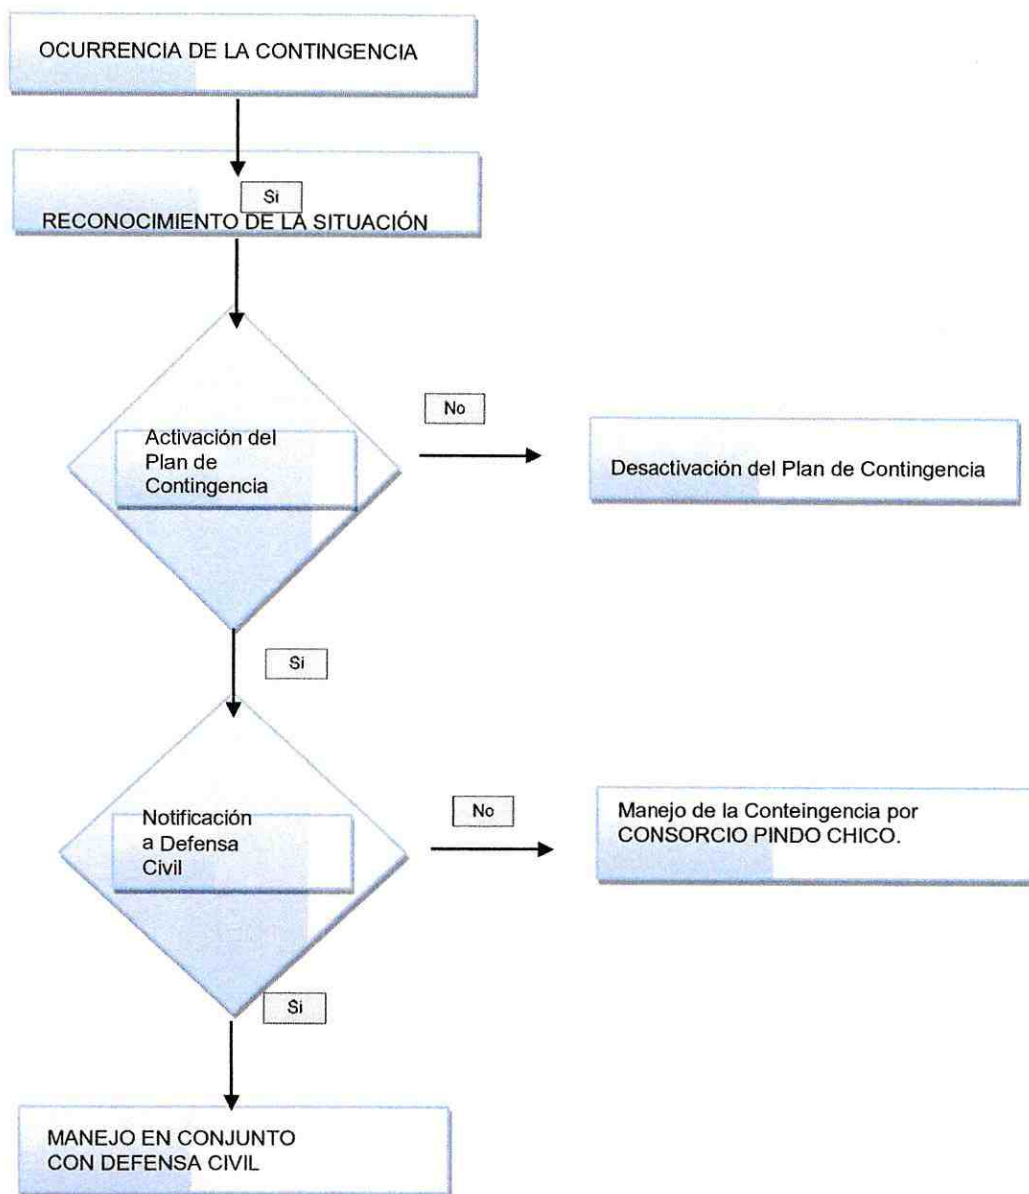 OCURRENCIA DE LA CONTINGENCIA
Si
RECONOCIMIENTO DE LA SITUACIÓN
Activación del
Plan de
Contingencia
No
Desactivación del Plan de Contingencia
Si
Notificación
a Defensa
Civil
No
Manejo de la Conteingencia por
CONSORCIO PINDO CHICO.
Si
MANEJO EN CONJUNTO
CON DEFENSA CIVIL